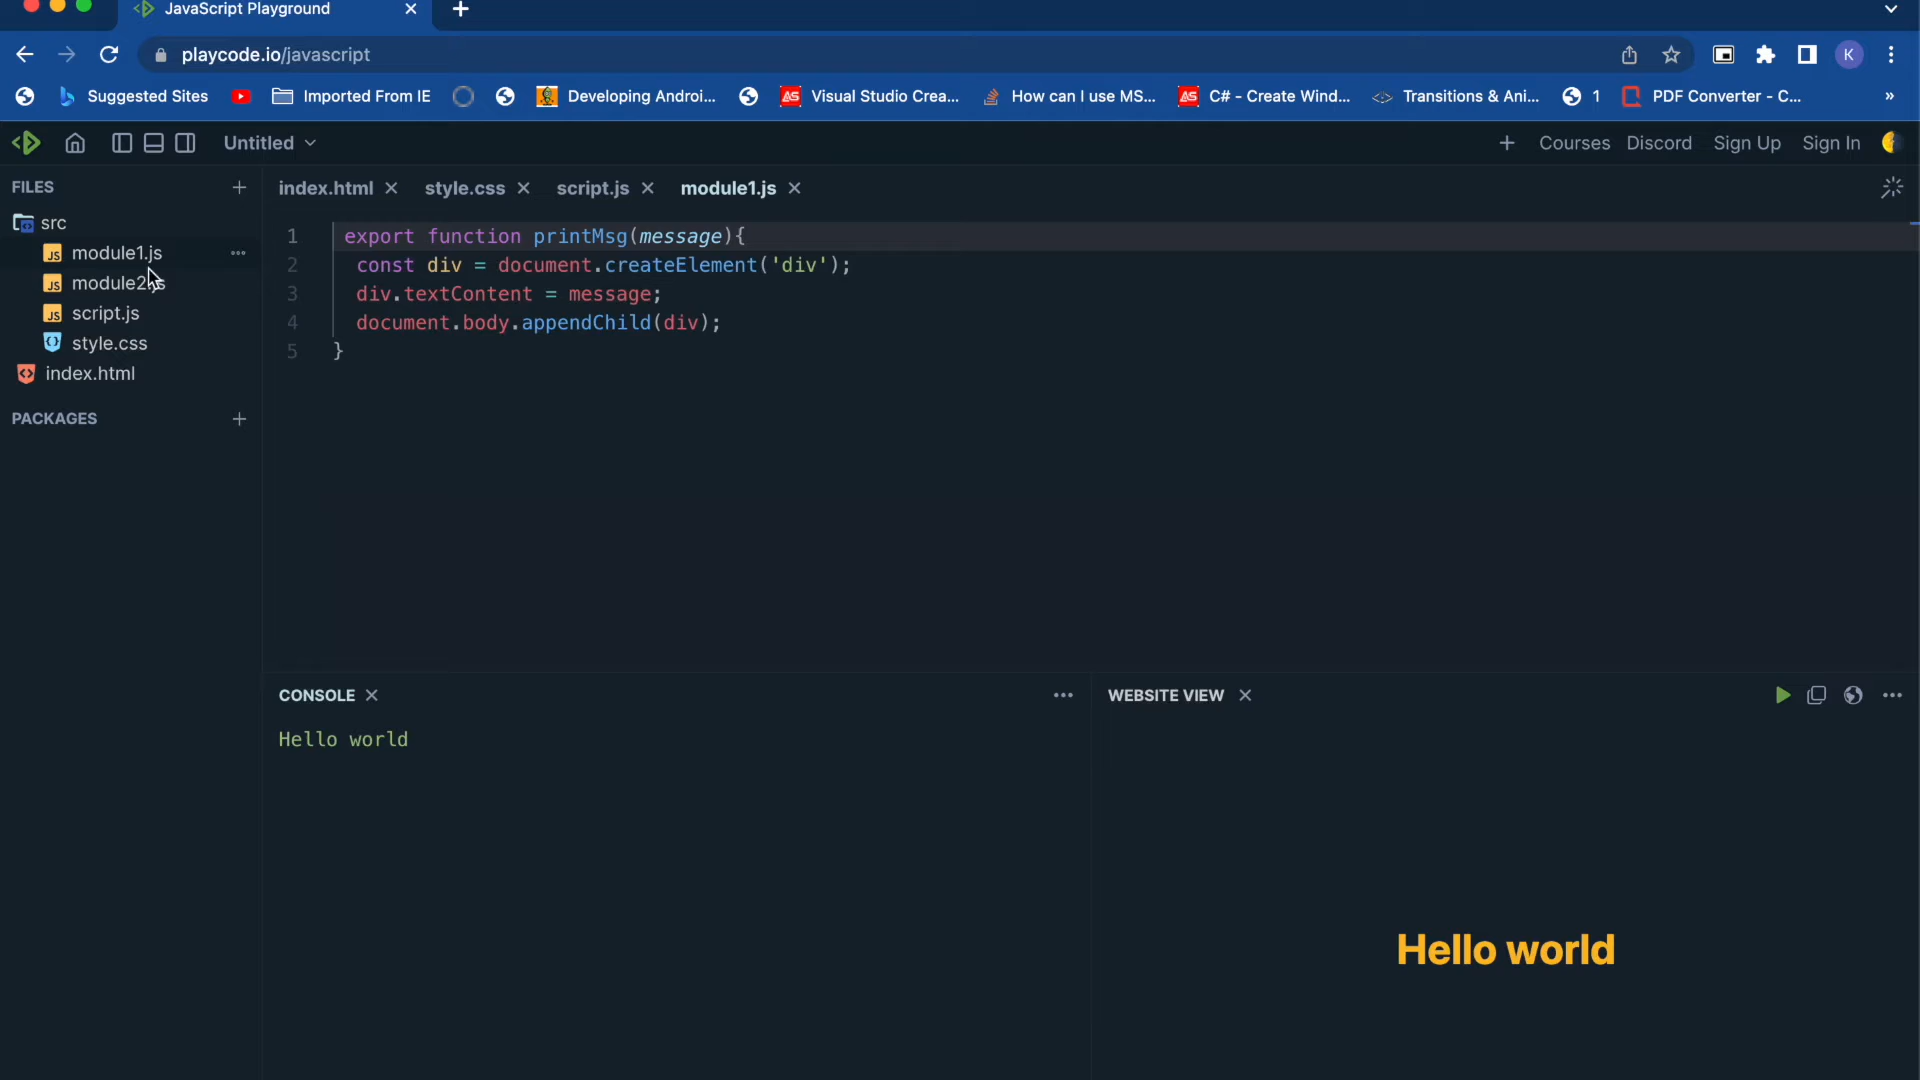 JavaScript Playground
playcode.io/javascript
K
Suggested Sites
Imported From IE
Developing Androi...
Visual Studio Crea...
How can I use MS...
C# - Create Wind...
Transitions & Ani...
1
PDF Converter - C...
»
Untitled
Courses
Discord
Sign Up
Sign In
FILES
src
JS module1.js
JS
JS script.js
style.css
index.html
PACKAGES
index.html
style.css
script.js
module1.js
1 export function printMsg(message){
2 const div = document.createElement('div');
3 div.textContent = message;
4 document.body.appendChild(div);
5 }
CONSOLE
Hello world
WEBSITE VIEW
Hello world